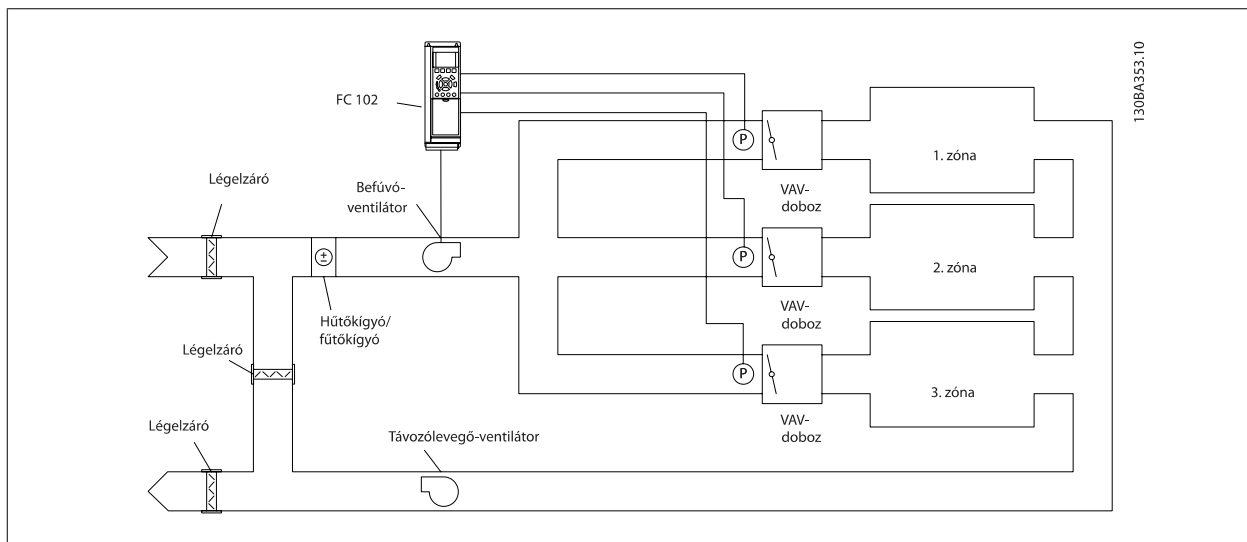 130BA353.10
FC 102
Légelzáró
Befúvó-
ventilátor
P
VAV-
doboz
1. zóna
±
Hűtőkígyó/
fűtőkígyó
P
VAV-
doboz
2. zóna
Légelzáró
P
VAV-
doboz
3. zóna
Légelzáró
Távozólevegő-ventilátor